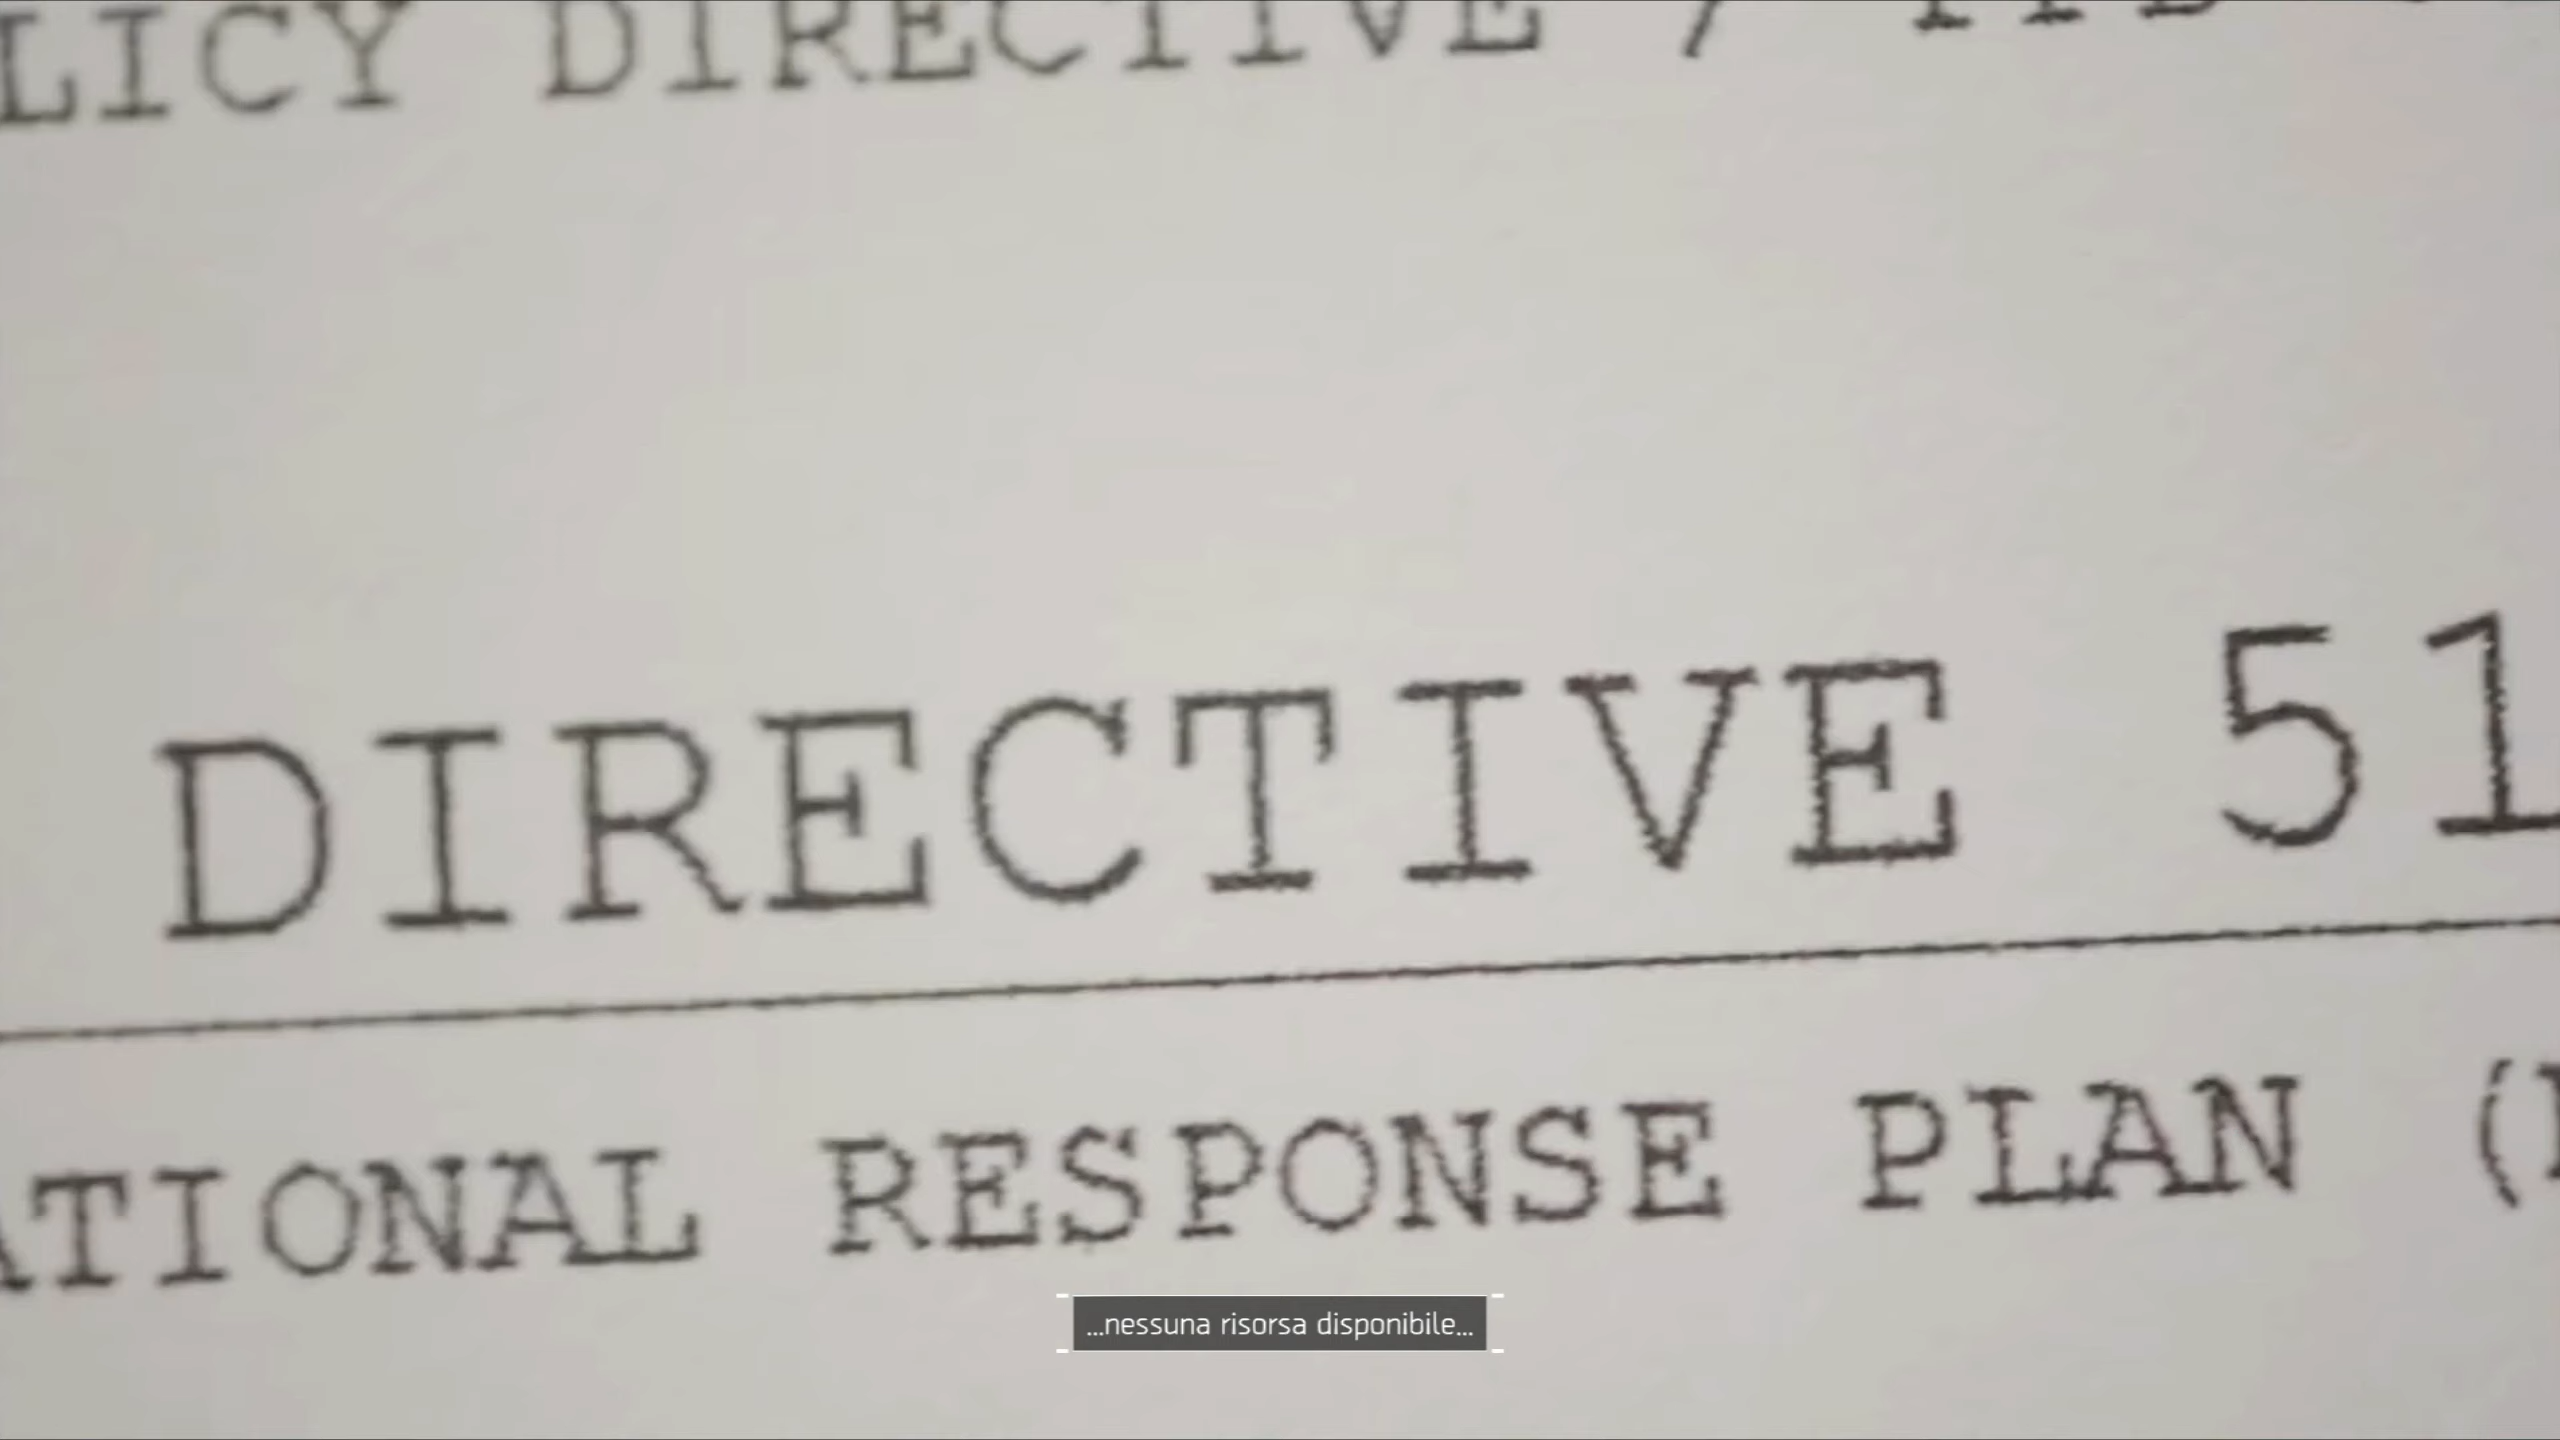 LICY DIRECTIVE /
DIRECTIVE 51
ATIONAL RESPONSE PLAN (
...nessuna risorsa disponibile...